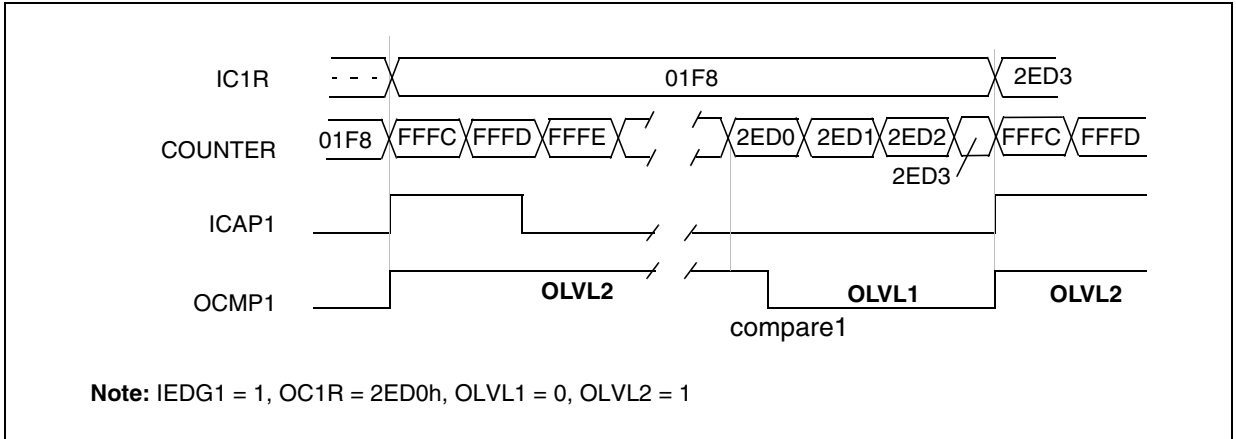 IC1R 01F8 2ED3
COUNTER 01F8 FFFC FFFD FFFE 2ED0 2ED1 2ED2 FFFC FFFD
2ED3
ICAP1
OCMP1 OLVL2 OLVL1 OLVL2
compare1
Note: IEDG1 = 1, OC1R = 2ED0h, OLVL1 = 0, OLVL2 = 1